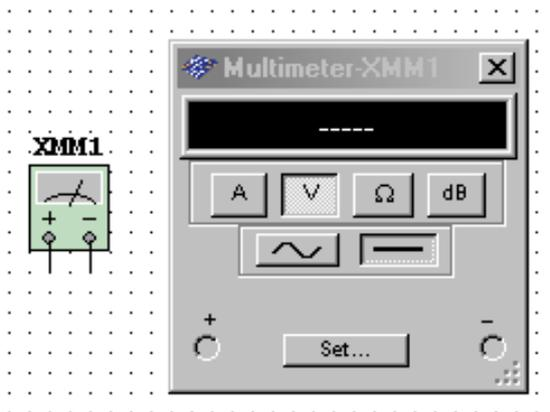 Multimeter-XMM1
-----
XMM1
A V Ω dB
+ −
+ −
Set...